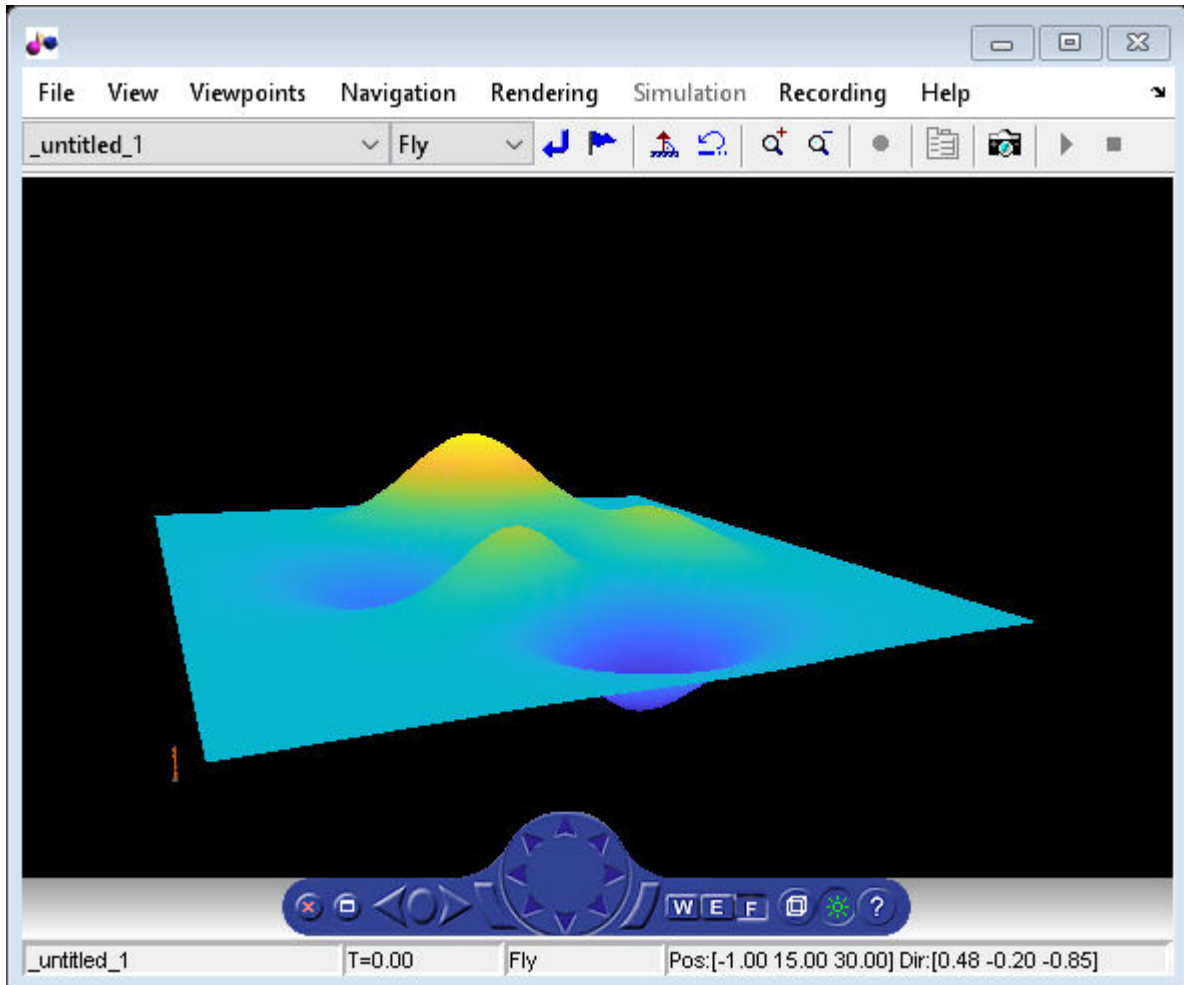 File View Viewpoints Navigation Rendering Simulation Recording Help
_untitled_1 Fly
W E F ?
_untitled_1 T=0.00 Fly Pos:[-1.00 15.00 30.00] Dir:[0.48 -0.20 -0.85]